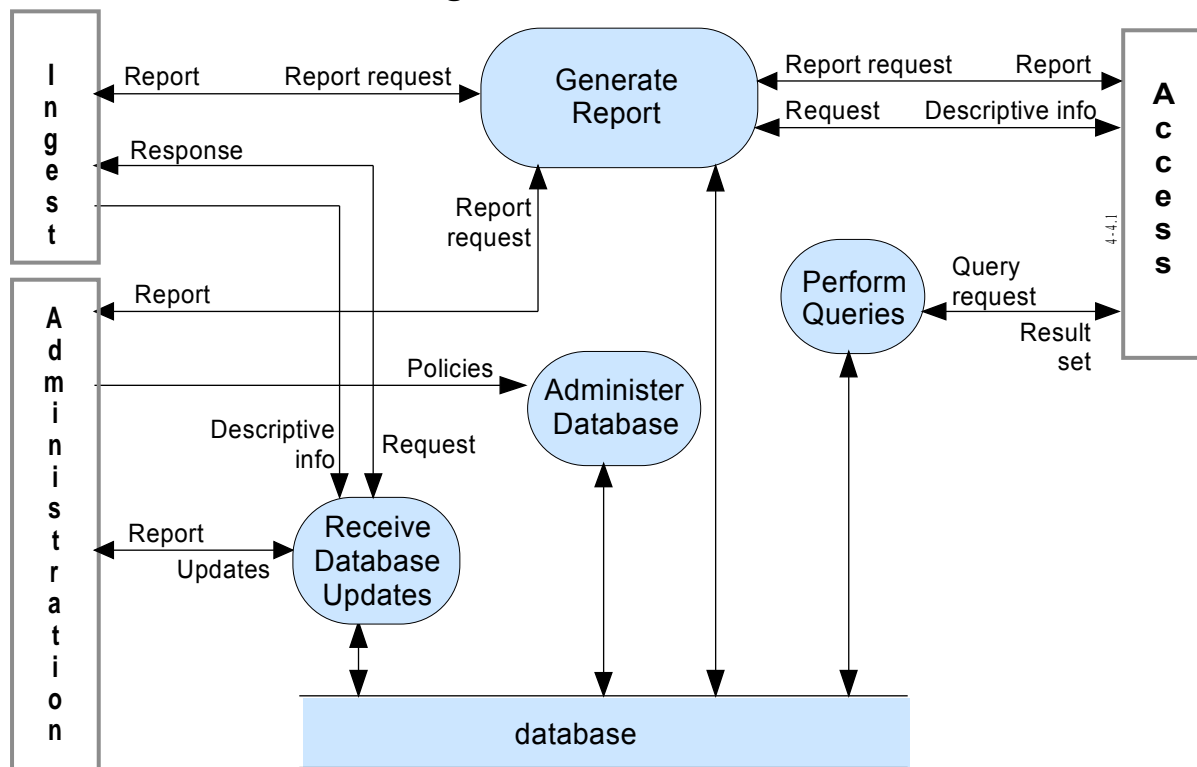 Ingest
Administration
Access
Report
Report request
Generate
Report
Report request
Report
Request
Descriptive info
Response
Report
request
4-4.1
Report
Perform
Queries
Query
request
Result
set
Policies
Administer
Database
Descriptive
info
Request
Report
Updates
Receive
Database
Updates
database